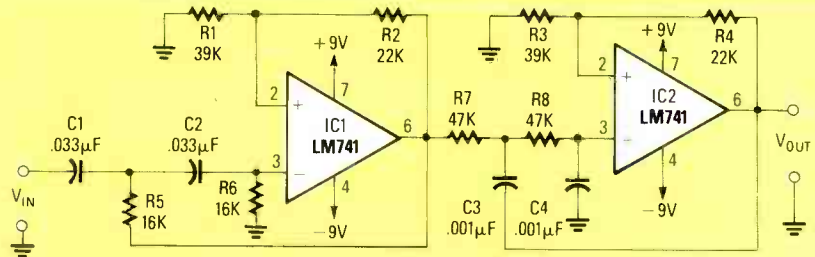 R1
39K
R2
22K
+9V
7
2
+
IC1
LM741
6
3
−
4
−9V
C1
.033µF
C2
.033µF
VIN
R5
16K
R6
16K
R7
47K
R8
47K
C3
.001µF
C4
.001µF
R3
39K
R4
22K
+9V
7
2
+
IC2
LM741
6
3
−
4
−9V
VOUT